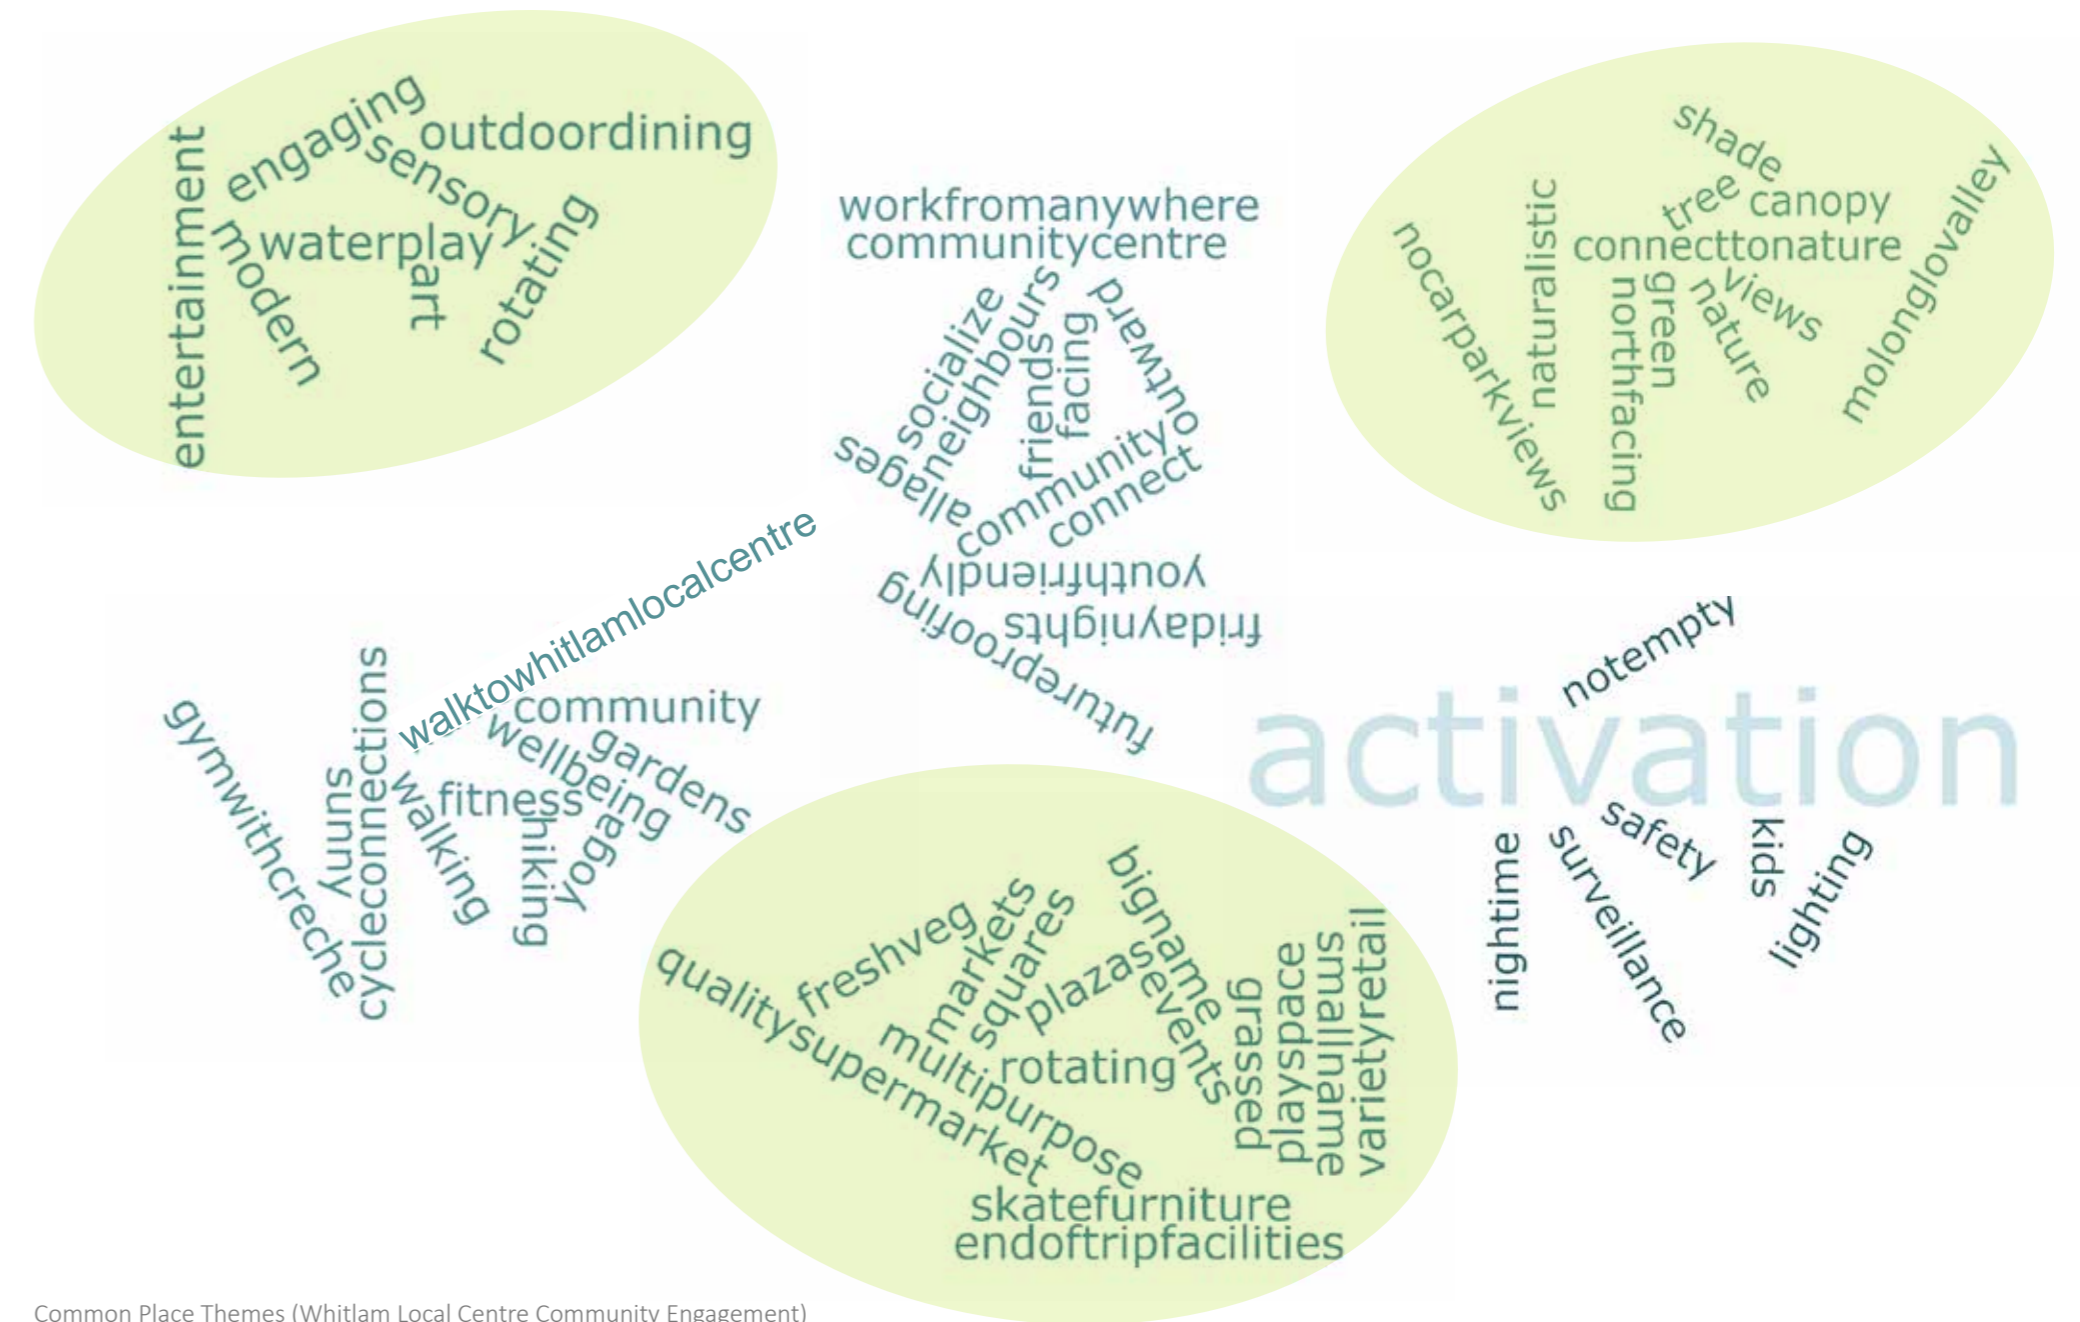 entertainment
engaging
outdoordining
sensory
waterplay
modern
art
rotating
workfromanywhere
communitycentre
socialize
neighbours
friends
facing
outward
allages
community
connect
youthfriendly
fridaynights
futureproofing
shade
tree
canopy
connecttonature
naturalistic
nocarparkviews
northfacing
green
nature
views
molonglovalley
walktowhitlamlocalcentre
gymwithcreche
yuuns
cycleconnections
community
wellbeing
gardens
fitness
walking
hiking
yoga
notempty
activation
nightime
surveillance
safety
kids
lighting
qualitysupermarket
freshveg
markets
squares
plazas
bigname
events
multipurpose
rotating
grassed
playspace
smallname
varietyretail
skatefurniture
endoftripfacilities
Common Place Themes (Whitlam Local Centre Community Engagement)